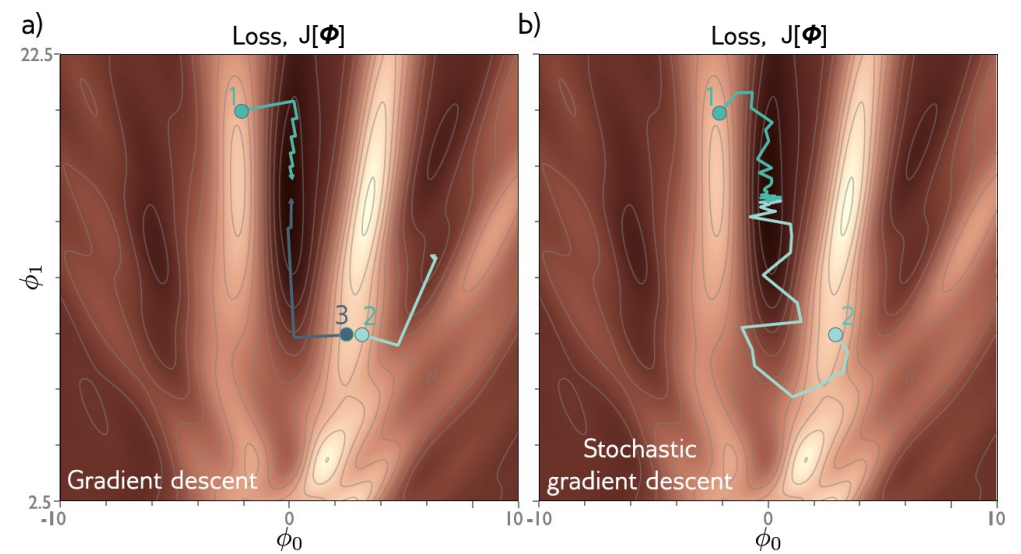 a)
Loss, J[𝜱]
22.5
1
3
2
ϕ₁
Gradient descent
2.5
-10
0
10
ϕ₀
b)
Loss, J[𝜱]
1
2
Stochastic
gradient descent
-10
0
10
ϕ₀